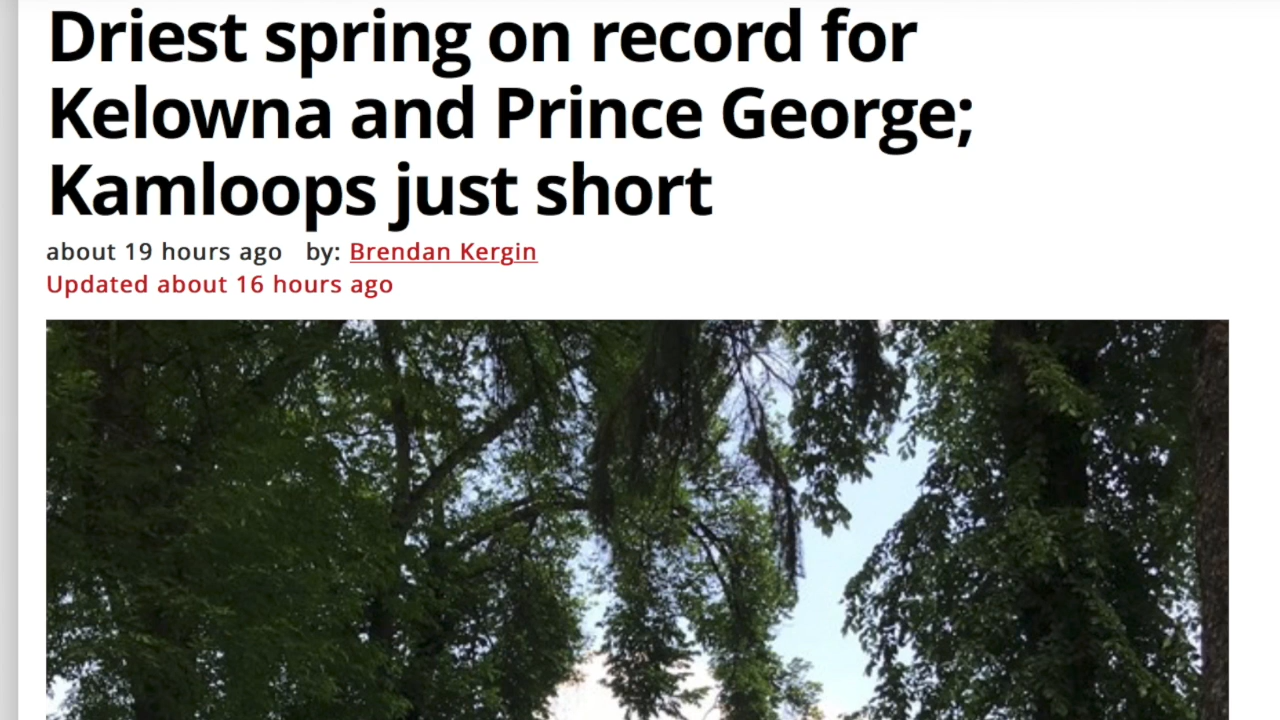 Driest spring on record for
Kelowna and Prince George;
Kamloops just short
about 19 hours ago by: Brendan Kergin
Updated about 16 hours ago